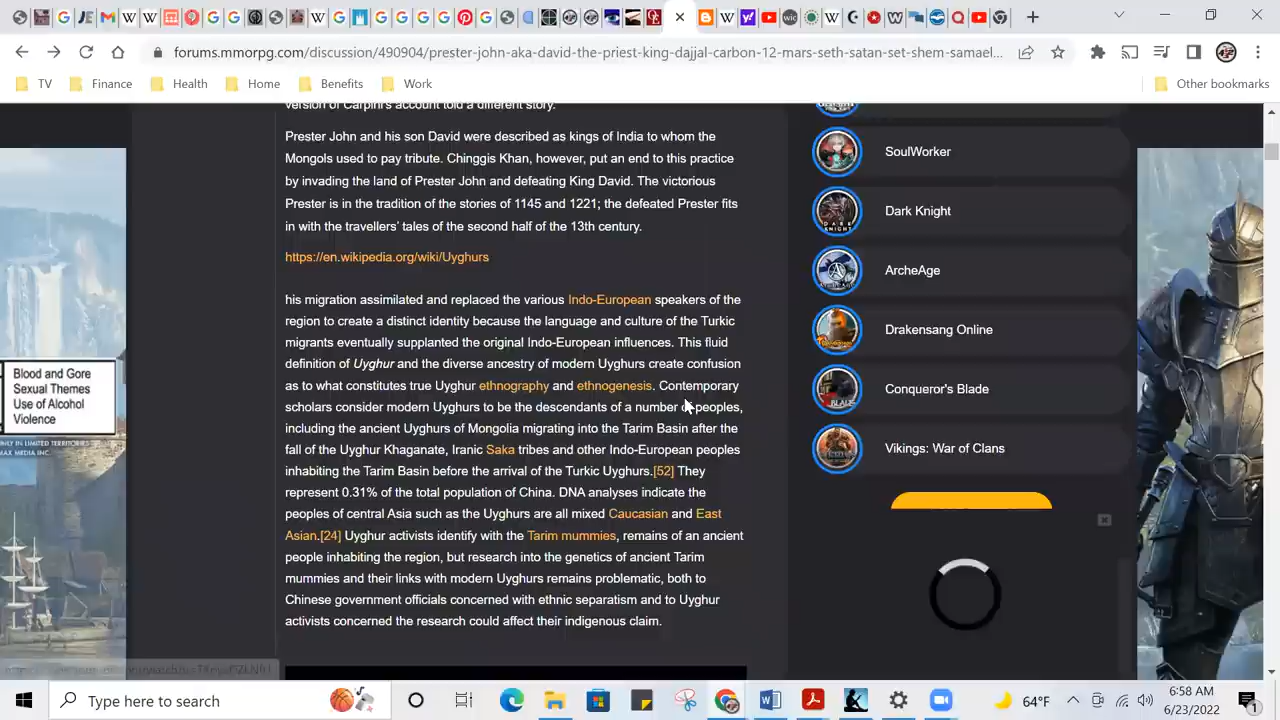 forums.mmorpg.com/discussion/490904/prester-john-aka-david-the-priest-king-dajjal-carbon-12-mars-seth-satan-set-shem-samael...
TV
Finance
Health
Home
Benefits
Work
Other bookmarks
version of Carpini's account told a different story.
Prester John and his son David were described as kings of India to whom the
Mongols used to pay tribute. Chinggis Khan, however, put an end to this practice
by invading the land of Prester John and defeating King David. The victorious
Prester is in the tradition of the stories of 1145 and 1221; the defeated Prester fits
in with the travellers' tales of the second half of the 13th century.
https://en.wikipedia.org/wiki/Uyghurs
his migration assimilated and replaced the various Indo-European speakers of the
region to create a distinct identity because the language and culture of the Turkic
migrants eventually supplanted the original Indo-European influences. This fluid
definition of Uyghur and the diverse ancestry of modern Uyghurs create confusion
as to what constitutes true Uyghur ethnography and ethnogenesis. Contemporary
scholars consider modern Uyghurs to be the descendants of a number of peoples,
including the ancient Uyghurs of Mongolia migrating into the Tarim Basin after the
fall of the Uyghur Khaganate, Iranic Saka tribes and other Indo-European peoples
inhabiting the Tarim Basin before the arrival of the Turkic Uyghurs.[52] They
represent 0.31% of the total population of China. DNA analyses indicate the
peoples of central Asia such as the Uyghurs are all mixed Caucasian and East
Asian.[24] Uyghur activists identify with the Tarim mummies, remains of an ancient
people inhabiting the region, but research into the genetics of ancient Tarim
mummies and their links with modern Uyghurs remains problematic, both to
Chinese government officials concerned with ethnic separatism and to Uyghur
activists concerned the research could affect their indigenous claim.
SoulWorker
Dark Knight
ArcheAge
Drakensang Online
Conqueror's Blade
Vikings: War of Clans
Blood and Gore
Sexual Themes
Use of Alcohol
Violence
ONLY IN LIMITED TERRITORIES
MAX MEDIA INC.
Type here to search
64°F
6:58 AM
6/23/2022